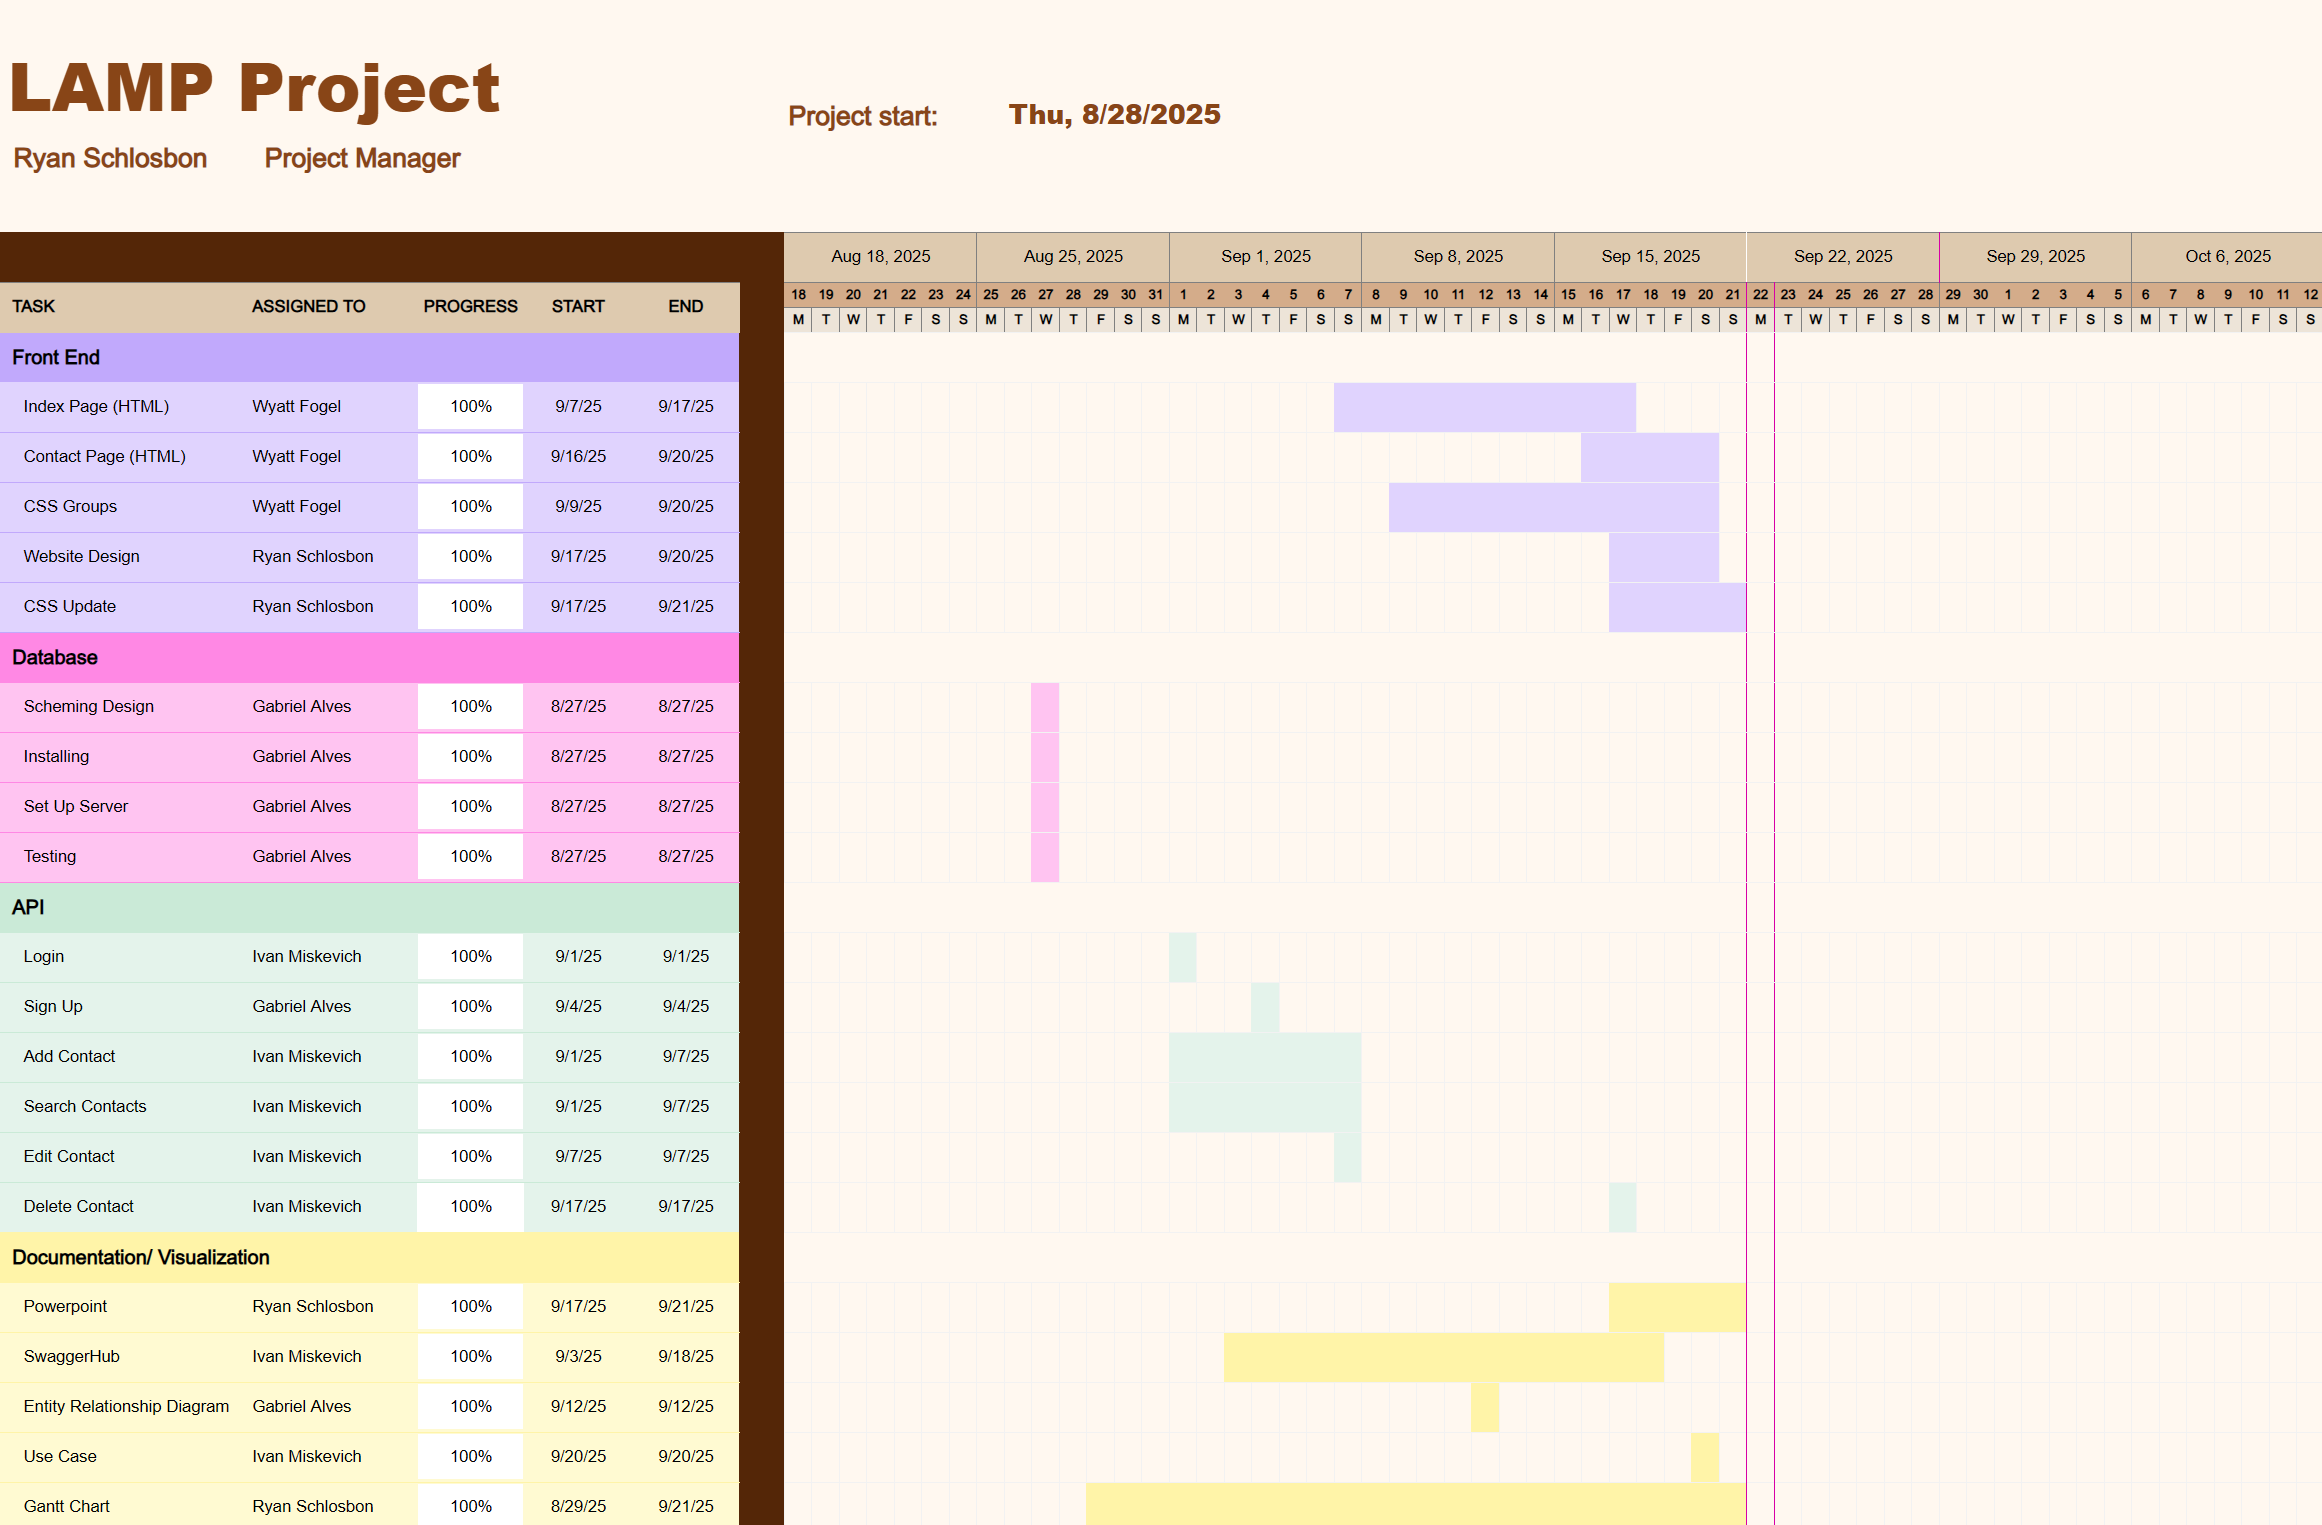 LAMP Project
Project start: Thu, 8/28/2025
Ryan Schlosbon Project Manager
Aug 18, 2025 Aug 25, 2025 Sep 1, 2025 Sep 8, 2025 Sep 15, 2025 Sep 22, 2025 Sep 29, 2025 Oct 6, 2025
18 19 20 21 22 23 24 25 26 27 28 29 30 31 1 2 3 4 5 6 7 8 9 10 11 12 13 14 15 16 17 18 19 20 21 22 23 24 25 26 27 28 29 30 1 2 3 4 5 6 7 8 9 10 11 12
TASK ASSIGNED TO PROGRESS START END
M T W T F S S M T W T F S S M T W T F S S M T W T F S S M T W T F S S M T W T F S S M T W T F S S M T W T F S S
Front End
Index Page (HTML) Wyatt Fogel 100% 9/7/25 9/17/25
Contact Page (HTML) Wyatt Fogel 100% 9/16/25 9/20/25
CSS Groups Wyatt Fogel 100% 9/9/25 9/20/25
Website Design Ryan Schlosbon 100% 9/17/25 9/20/25
CSS Update Ryan Schlosbon 100% 9/17/25 9/21/25
Database
Scheming Design Gabriel Alves 100% 8/27/25 8/27/25
Installing Gabriel Alves 100% 8/27/25 8/27/25
Set Up Server Gabriel Alves 100% 8/27/25 8/27/25
Testing Gabriel Alves 100% 8/27/25 8/27/25
API
Login Ivan Miskevich 100% 9/1/25 9/1/25
Sign Up Gabriel Alves 100% 9/4/25 9/4/25
Add Contact Ivan Miskevich 100% 9/1/25 9/7/25
Search Contacts Ivan Miskevich 100% 9/1/25 9/7/25
Edit Contact Ivan Miskevich 100% 9/7/25 9/7/25
Delete Contact Ivan Miskevich 100% 9/17/25 9/17/25
Documentation/ Visualization
Powerpoint Ryan Schlosbon 100% 9/17/25 9/21/25
SwaggerHub Ivan Miskevich 100% 9/3/25 9/18/25
Entity Relationship Diagram Gabriel Alves 100% 9/12/25 9/12/25
Use Case Ivan Miskevich 100% 9/20/25 9/20/25
Gantt Chart Ryan Schlosbon 100% 8/29/25 9/21/25